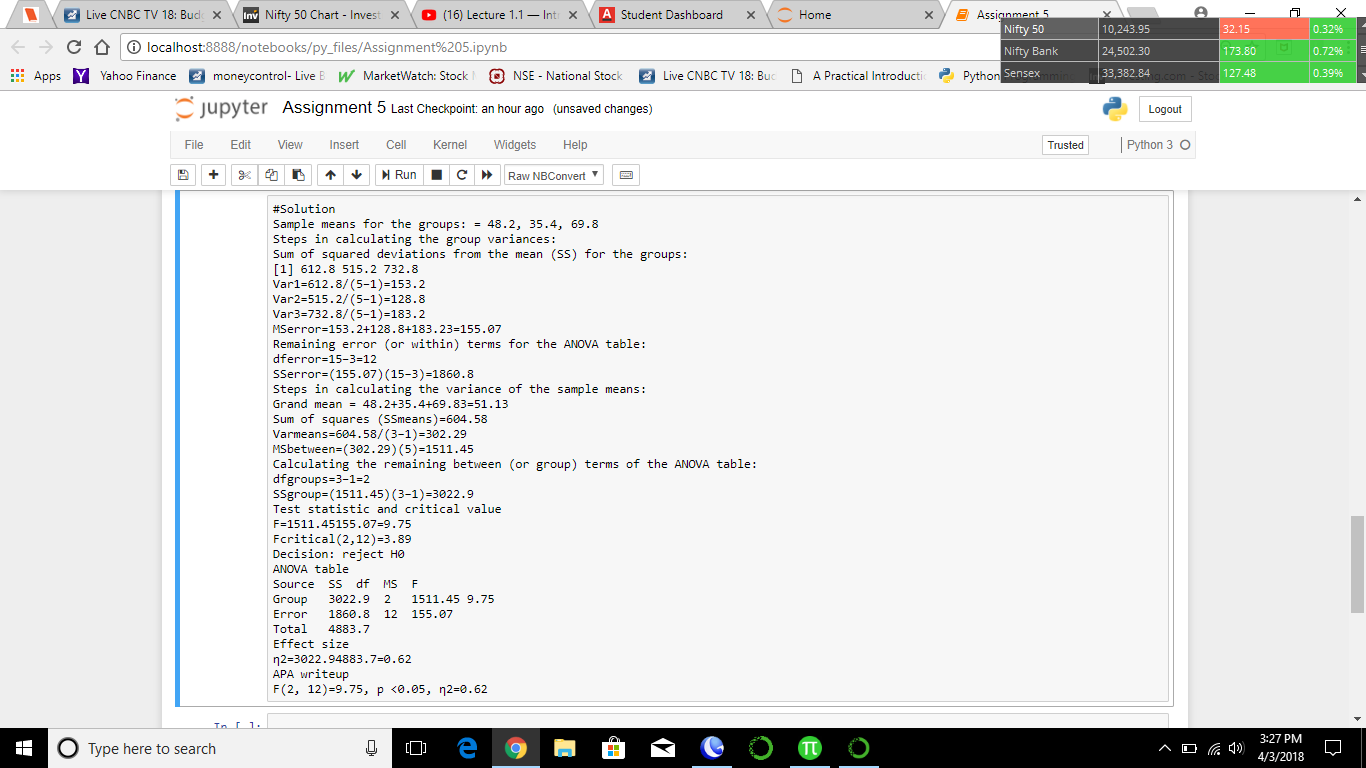 Live CNBC TV 18: Bud
Nifty 50 Chart - Invest
(16) Lecture 1.1 — Int
Student Dashboard
Home
Assignment 5
localhost:8888/notebooks/py_files/Assignment%205.ipynb
Nifty 50 10,243.95 32.15 0.32%
Nifty Bank 24,502.30 173.80 0.72%
Sensex 33,382.84 127.48 0.39%
Apps
Yahoo Finance
moneycontrol- Live B
MarketWatch: Stock
NSE - National Stock
Live CNBC TV 18: Bud
A Practical Introducti
Python
jupyter Assignment 5 Last Checkpoint: an hour ago (unsaved changes)
Logout
File Edit View Insert Cell Kernel Widgets Help
Trusted
Python 3
Run
Raw NBConvert
#Solution
Sample means for the groups: = 48.2, 35.4, 69.8
Steps in calculating the group variances:
Sum of squared deviations from the mean (SS) for the groups:
[1] 612.8 515.2 732.8
Var1=612.8/(5-1)=153.2
Var2=515.2/(5-1)=128.8
Var3=732.8/(5-1)=183.2
MSerror=153.2+128.8+183.23=155.07
Remaining error (or within) terms for the ANOVA table:
dferror=15-3=12
SSerror=(155.07)(15-3)=1860.8
Steps in calculating the variance of the sample means:
Grand mean = 48.2+35.4+69.83=51.13
Sum of squares (SSmeans)=604.58
Varmeans=604.58/(3-1)=302.29
MSbetween=(302.29)(5)=1511.45
Calculating the remaining between (or group) terms of the ANOVA table:
dfgroups=3-1=2
SSgroup=(1511.45)(3-1)=3022.9
Test statistic and critical value
F=1511.45155.07=9.75
Fcritical(2,12)=3.89
Decision: reject H0
ANOVA table
Source SS df MS F
Group 3022.9 2 1511.45 9.75
Error 1860.8 12 155.07
Total 4883.7
Effect size
η2=3022.94883.7=0.62
APA writeup
F(2, 12)=9.75, p <0.05, η2=0.62
In [ ]:
Type here to search
3:27 PM
4/3/2018